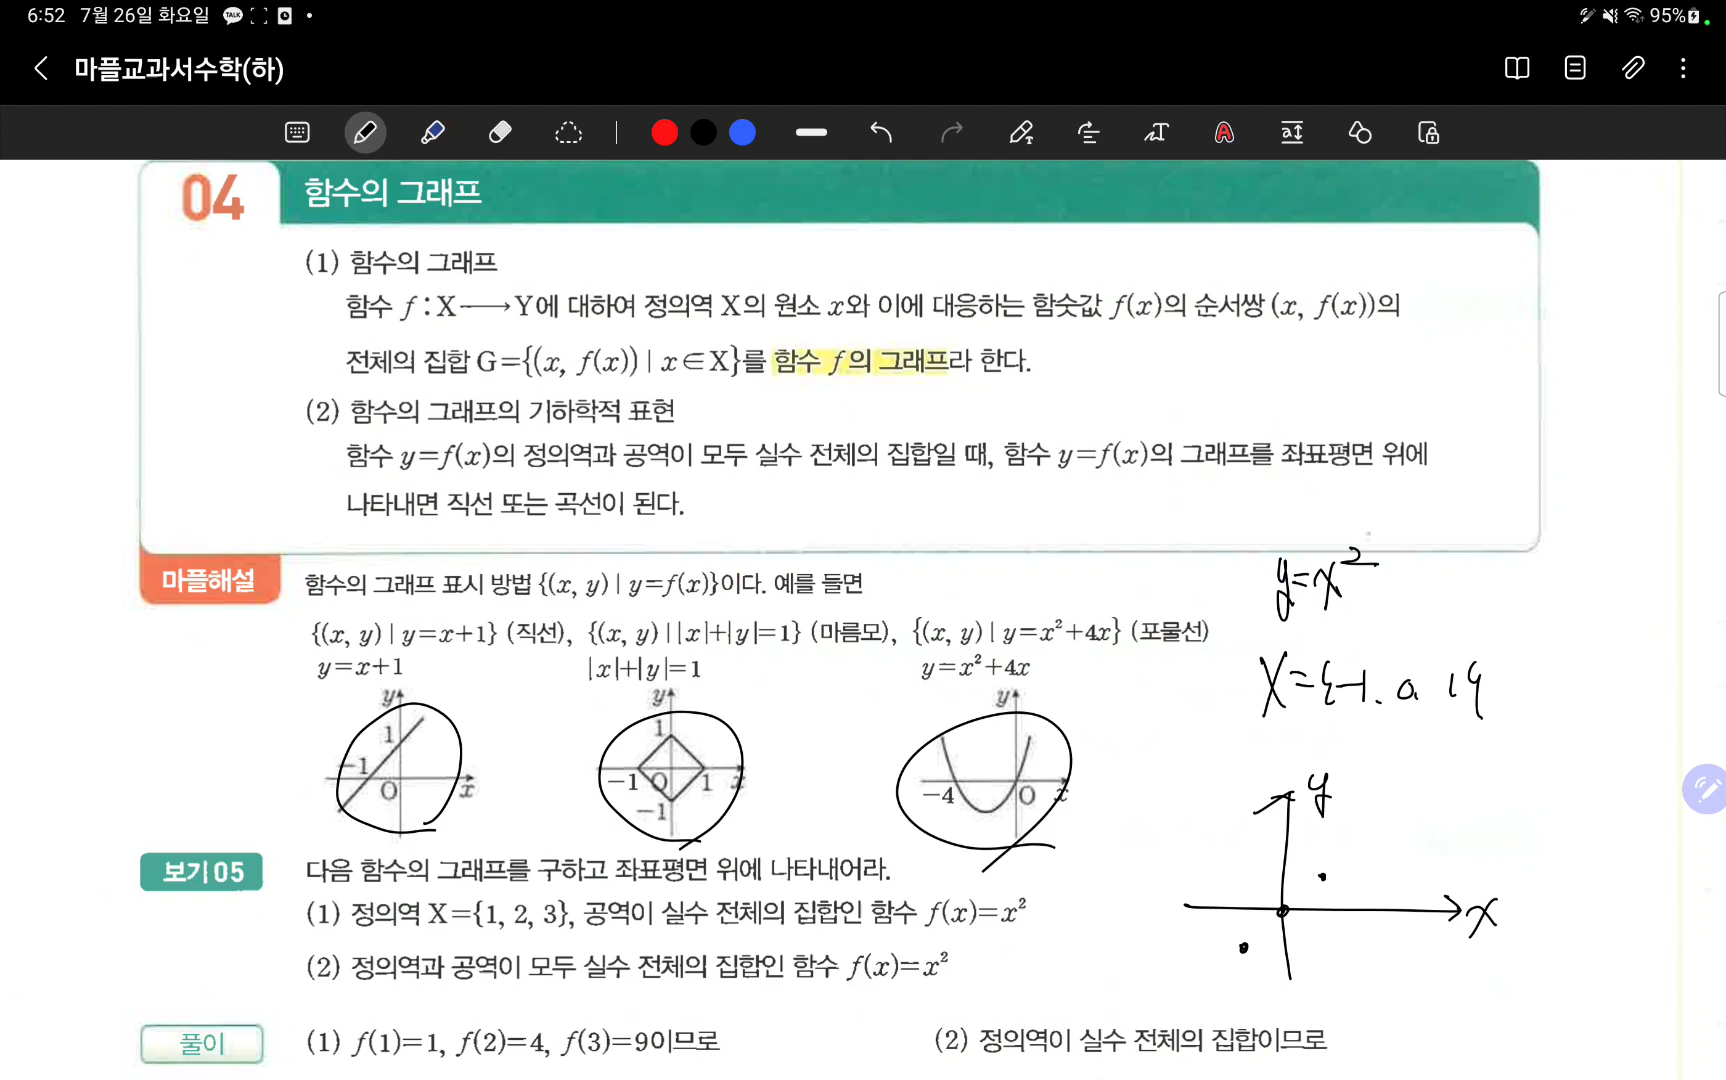 6:52 7월 26일 화요일 TALK 95%
마플교과서수학(하)
04 함수의 그래프
(1) 함수의 그래프
함수 f : X⟶Y에 대하여 정의역 X의 원소 x와 이에 대응하는 함숫값 f(x)의 순서쌍 (x, f(x))의
전체의 집합 G={(x, f(x)) | x∈X}를 함수 f의 그래프라 한다.
(2) 함수의 그래프의 기하학적 표현
함수 y=f(x)의 정의역과 공역이 모두 실수 전체의 집합일 때, 함수 y=f(x)의 그래프를 좌표평면 위에
나타내면 직선 또는 곡선이 된다.
y=x²
마플해설 함수의 그래프 표시 방법 {(x, y) | y=f(x)}이다. 예를 들면
{(x, y) | y=x+1} (직선), {(x, y) | |x|+|y|=1} (마름모), {(x, y) | y=x²+4x} (포물선)
y=x+1 |x|+|y|=1 y=x²+4x
X={-1. 0 1}
y 1 -1 O x
y 1 -1 O 1 x -1
y -4 O x
y x
보기 05 다음 함수의 그래프를 구하고 좌표평면 위에 나타내어라.
(1) 정의역 X={1, 2, 3}, 공역이 실수 전체의 집합인 함수 f(x)=x²
(2) 정의역과 공역이 모두 실수 전체의 집합인 함수 f(x)=x²
풀이 (1) f(1)=1, f(2)=4, f(3)=9이므로 (2) 정의역이 실수 전체의 집합이므로